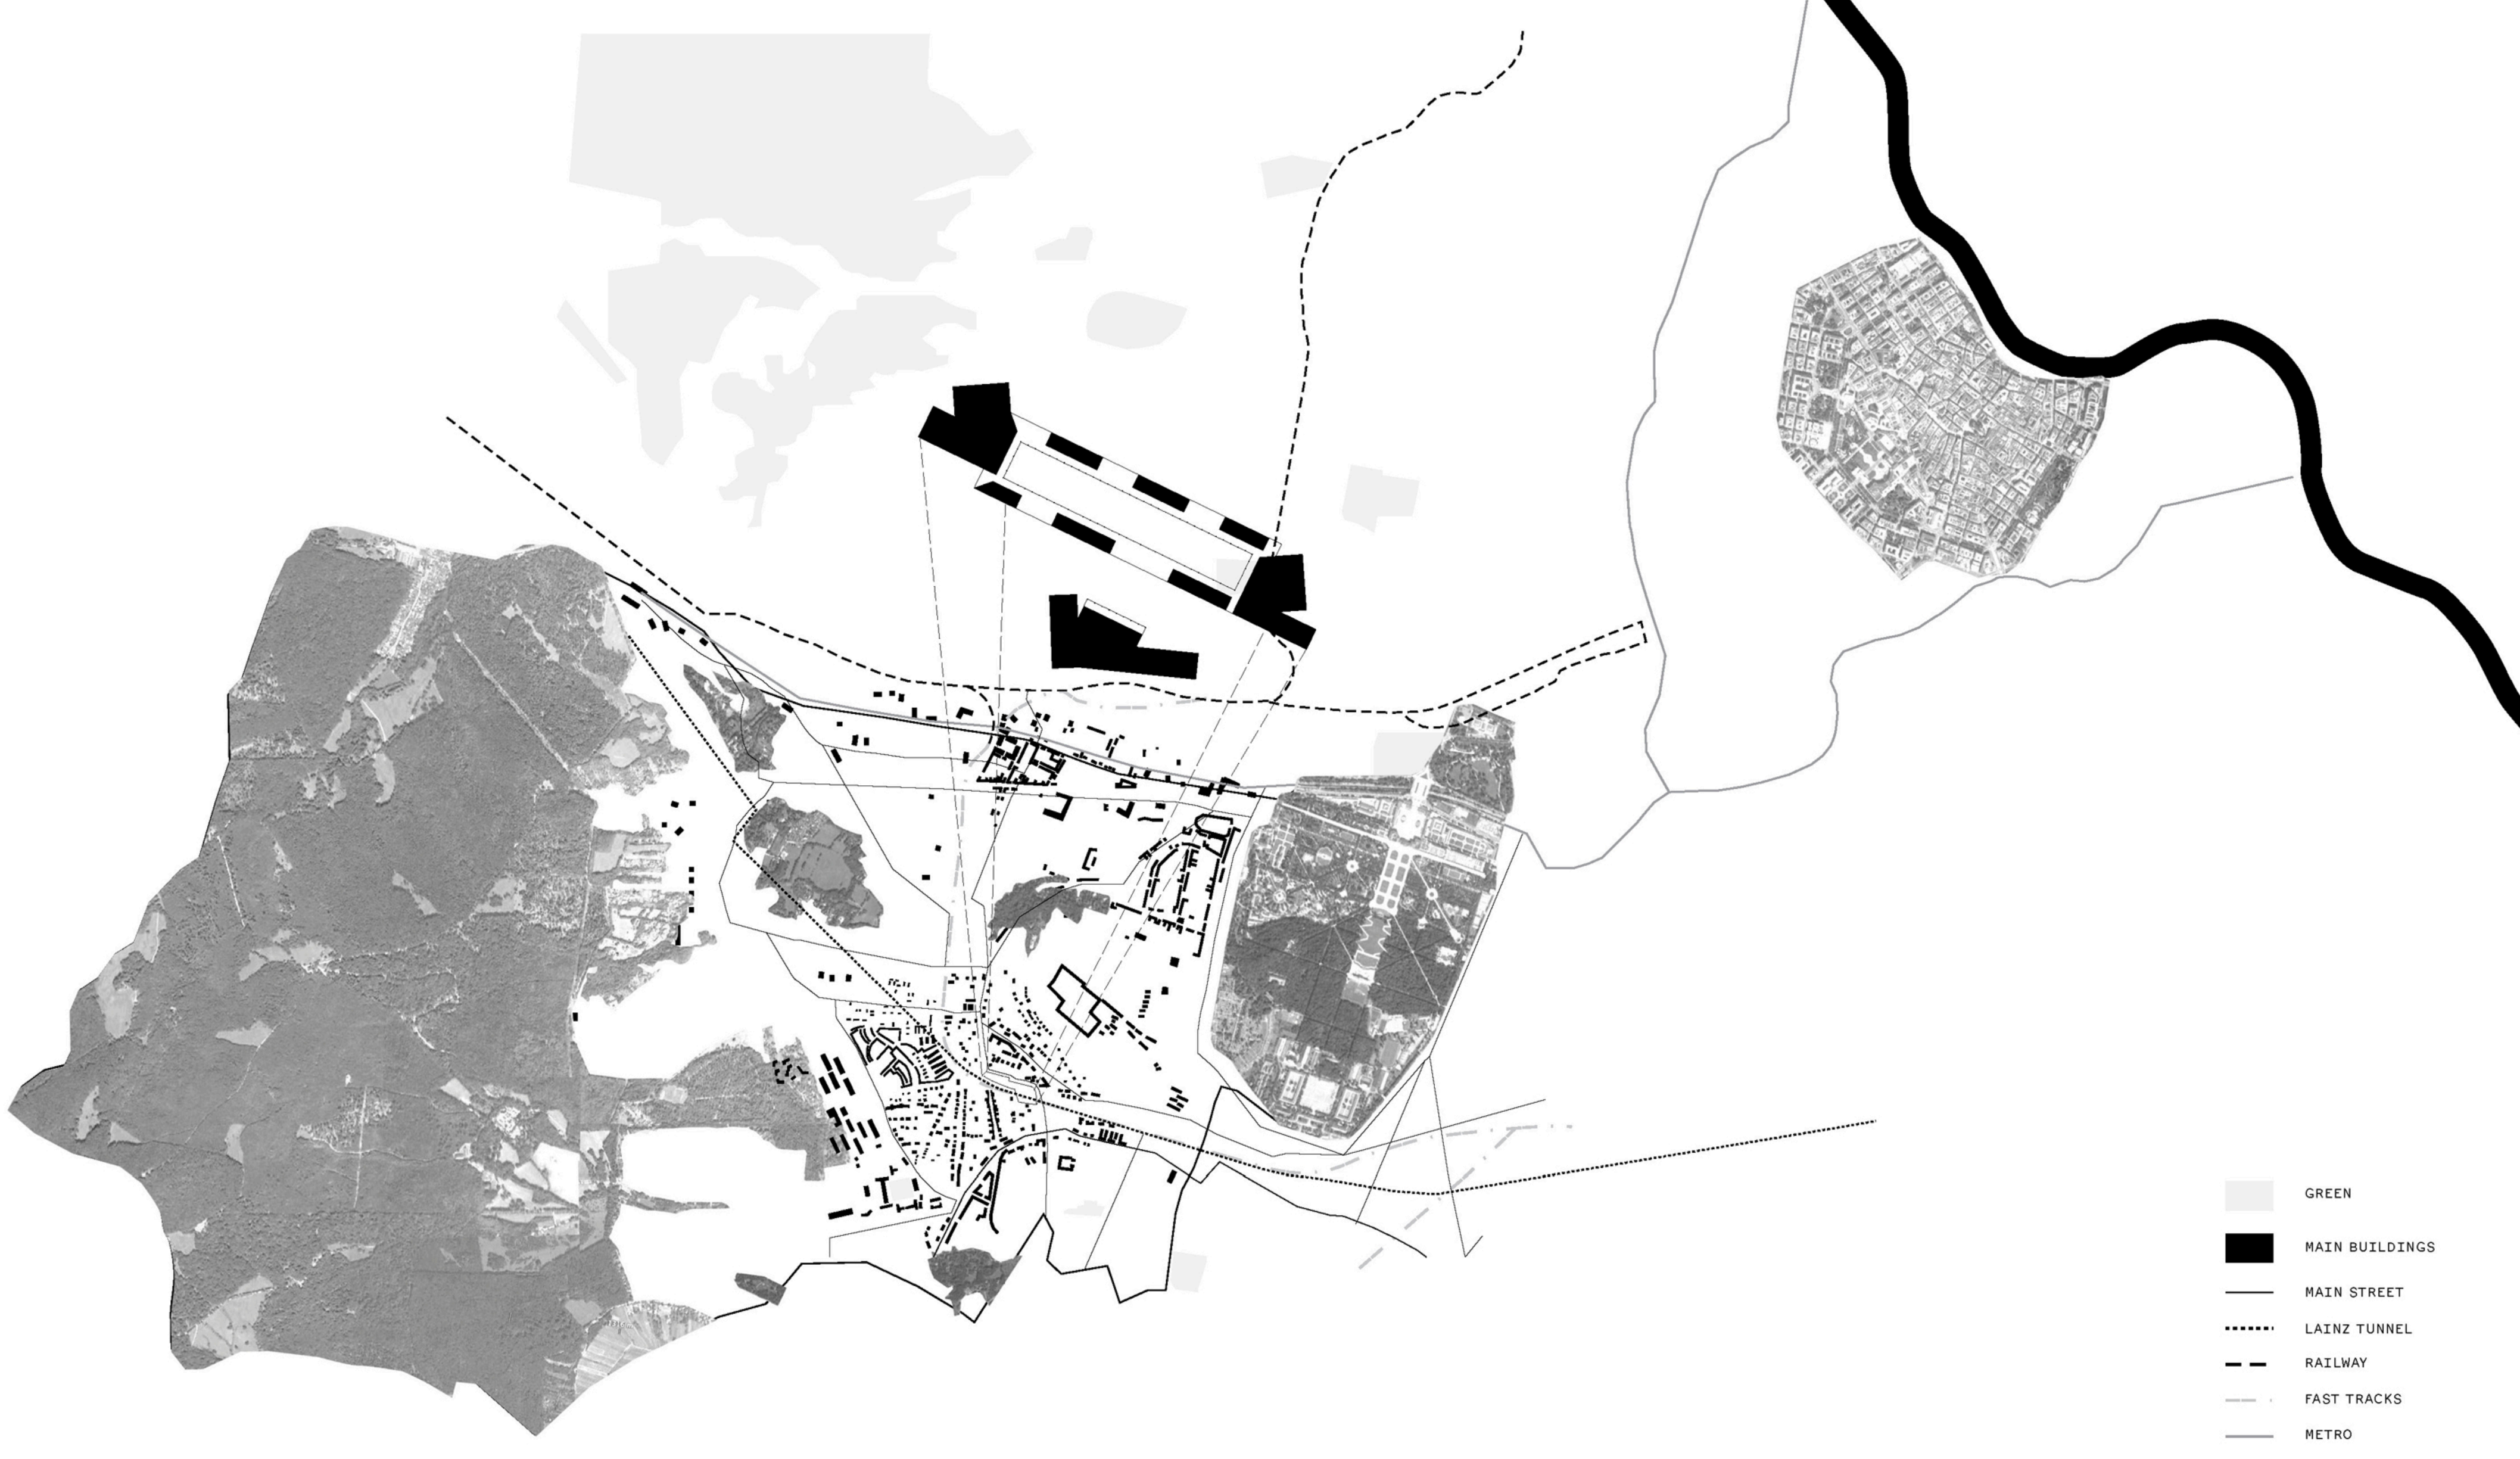 GREEN
MAIN BUILDINGS
MAIN STREET
LAINZ TUNNEL
RAILWAY
FAST TRACKS
METRO